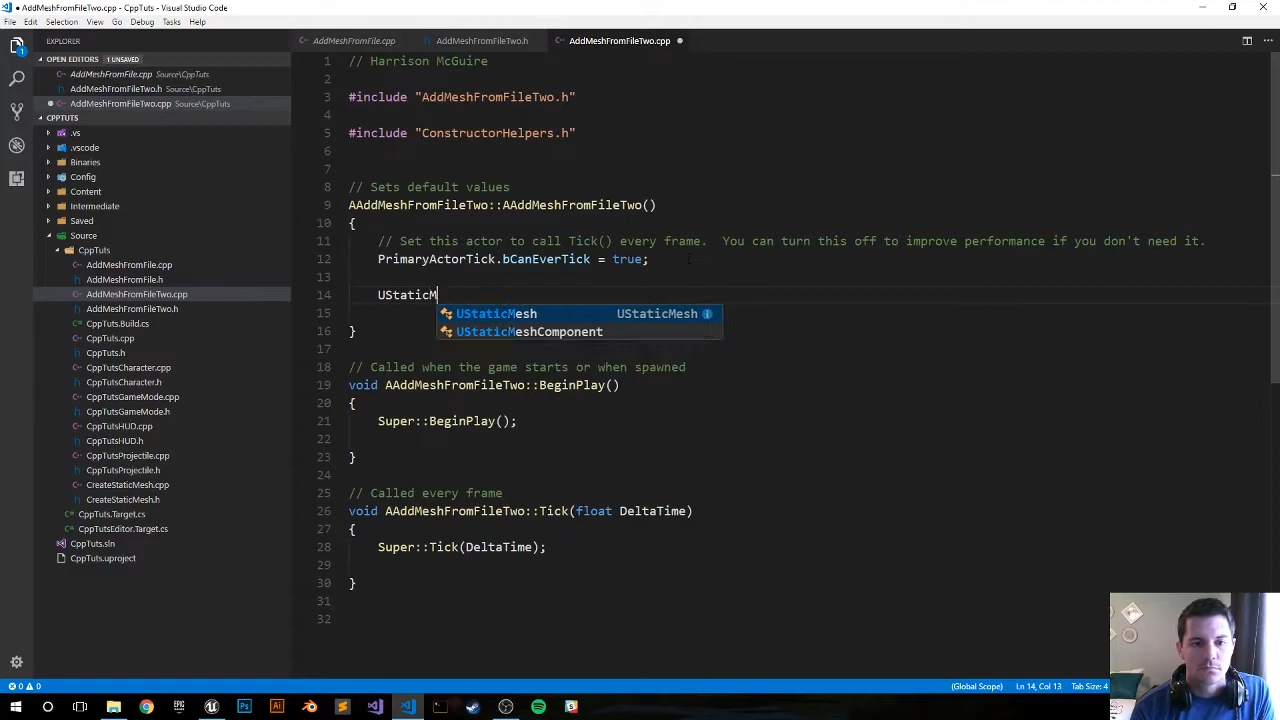 ● AddMeshFromFileTwo.cpp - CppTuts - Visual Studio Code
File Edit Selection View Go Debug Tasks Help
EXPLORER
OPEN EDITORS 1 UNSAVED
AddMeshFromFile.cpp Source\CppTuts
AddMeshFromFileTwo.h Source\CppTuts
AddMeshFromFileTwo.cpp Source\CppTuts
CPPTUTS
.vs
.vscode
Binaries
Config
Content
Intermediate
Saved
Source
CppTuts
AddMeshFromFile.cpp
AddMeshFromFile.h
AddMeshFromFileTwo.cpp
AddMeshFromFileTwo.h
CppTuts.Build.cs
CppTuts.cpp
CppTuts.h
CppTutsCharacter.cpp
CppTutsCharacter.h
CppTutsGameMode.cpp
CppTutsGameMode.h
CppTutsHUD.cpp
CppTutsHUD.h
CppTutsProjectile.cpp
CppTutsProjectile.h
CreateStaticMesh.cpp
CreateStaticMesh.h
CppTuts.Target.cs
CppTutsEditor.Target.cs
CppTuts.sln
CppTuts.uproject
AddMeshFromFile.cpp AddMeshFromFileTwo.h AddMeshFromFileTwo.cpp
1 // Harrison McGuire
2
3 #include "AddMeshFromFileTwo.h"
4
5 #include "ConstructorHelpers.h"
6
7
8 // Sets default values
9 AAddMeshFromFileTwo::AAddMeshFromFileTwo()
10 {
11 // Set this actor to call Tick() every frame.  You can turn this off to improve performance if you don't need it.
12 PrimaryActorTick.bCanEverTick = true;
13
14 UStaticM
UStaticMesh UStaticMesh
15
UStaticMeshComponent
16 }
17
18 // Called when the game starts or when spawned
19 void AAddMeshFromFileTwo::BeginPlay()
20 {
21 Super::BeginPlay();
22
23 }
24
25 // Called every frame
26 void AAddMeshFromFileTwo::Tick(float DeltaTime)
27 {
28 Super::Tick(DeltaTime);
29
30 }
31
32
0 0 (Global Scope) Ln 14, Col 13 Tab Size: 4